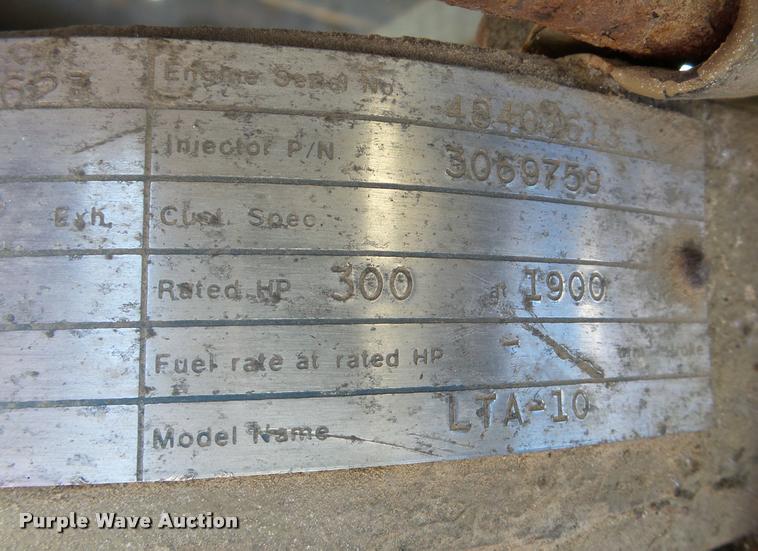 Engine Serial No.
Injector P/N 3069759
Exh. Cust. Spec.
Rated HP 300 at 1900
Fuel rate at rated HP -
Model Name LTA-10
Purple Wave Auction